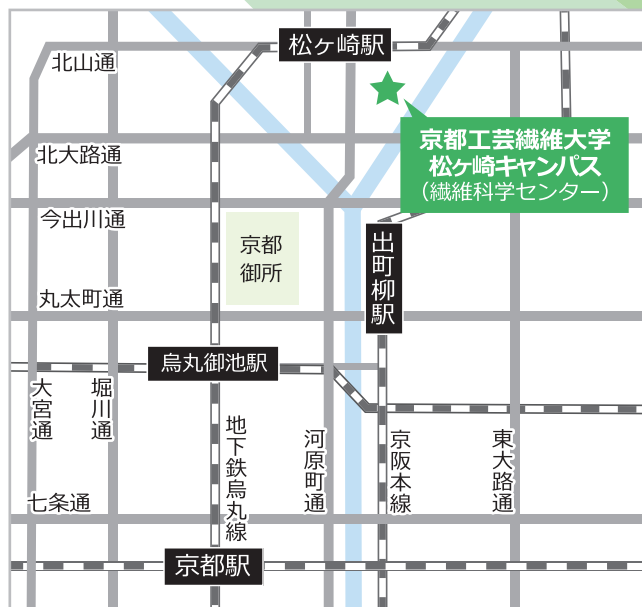 松ヶ崎駅
北山通
京都工芸繊維大学
松ヶ崎キャンパス
（繊維科学センター）
北大路通
今出川通
京都
御所
出町柳駅
丸太町通
烏丸御池駅
大宮通
堀川通
地下鉄烏丸線
河原町通
京阪本線
東大路通
七条通
京都駅